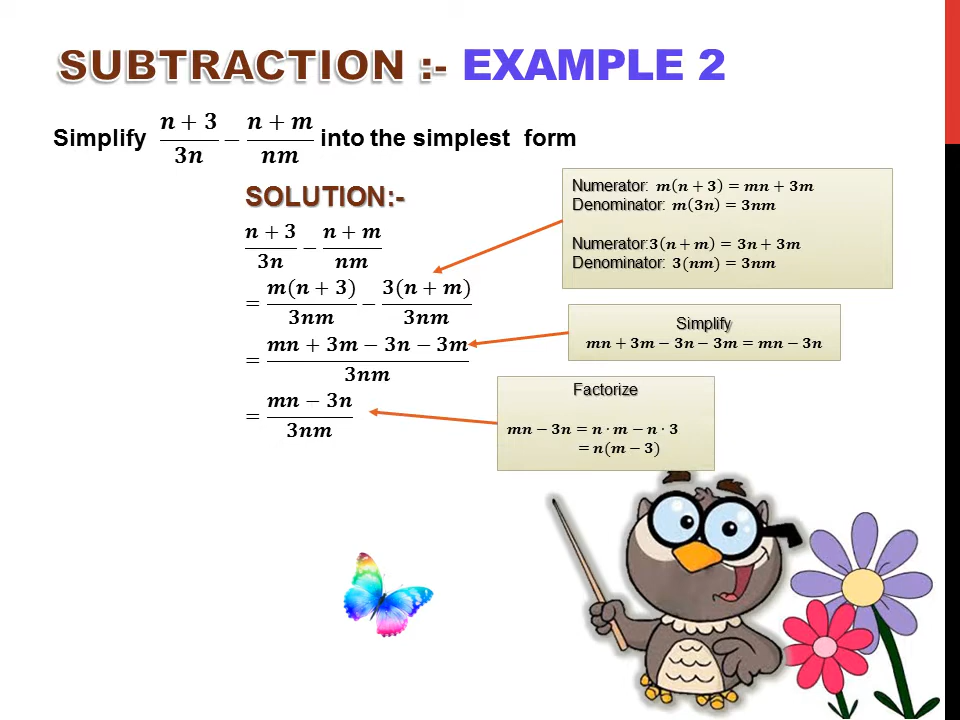 SUBTRACTION :- EXAMPLE 2
Simplify (n + 3)/(3n) − (n + m)/(nm) into the simplest form
SOLUTION:-
(n + 3)/(3n) − (n + m)/(nm)
= m(n + 3)/(3nm) − 3(n + m)/(3nm)
= (mn + 3m − 3n − 3m)/(3nm)
= (mn − 3n)/(3nm)
Numerator: m(n + 3) = mn + 3m
Denominator: m(3n) = 3nm
Numerator:3(n + m) = 3n + 3m
Denominator: 3(nm) = 3nm
Simplify
mn + 3m − 3n − 3m = mn − 3n
Factorize
mn − 3n = n · m − n · 3
= n(m − 3)